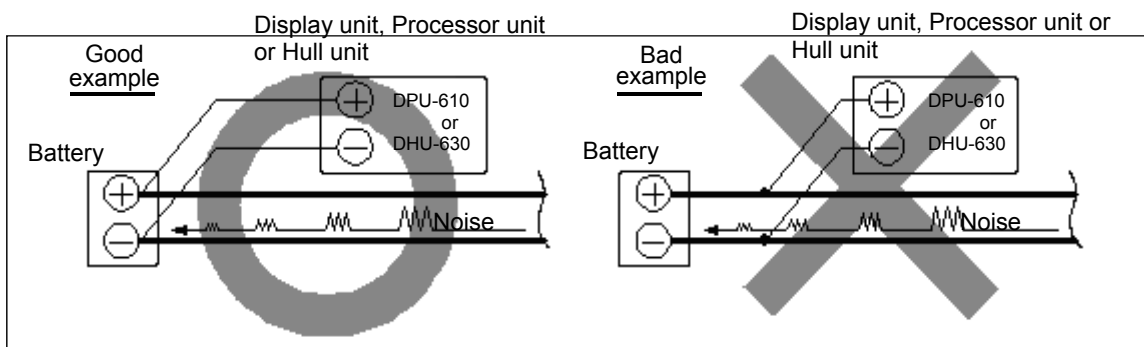 Display unit, Processor unit
or Hull unit
Good
example
+
DPU-610
or
−
DHU-630
Battery
+
−
Noise
Display unit, Processor unit or
Hull unit
Bad
example
+
DPU-610
or
−
DHU-630
Battery
+
−
Noise